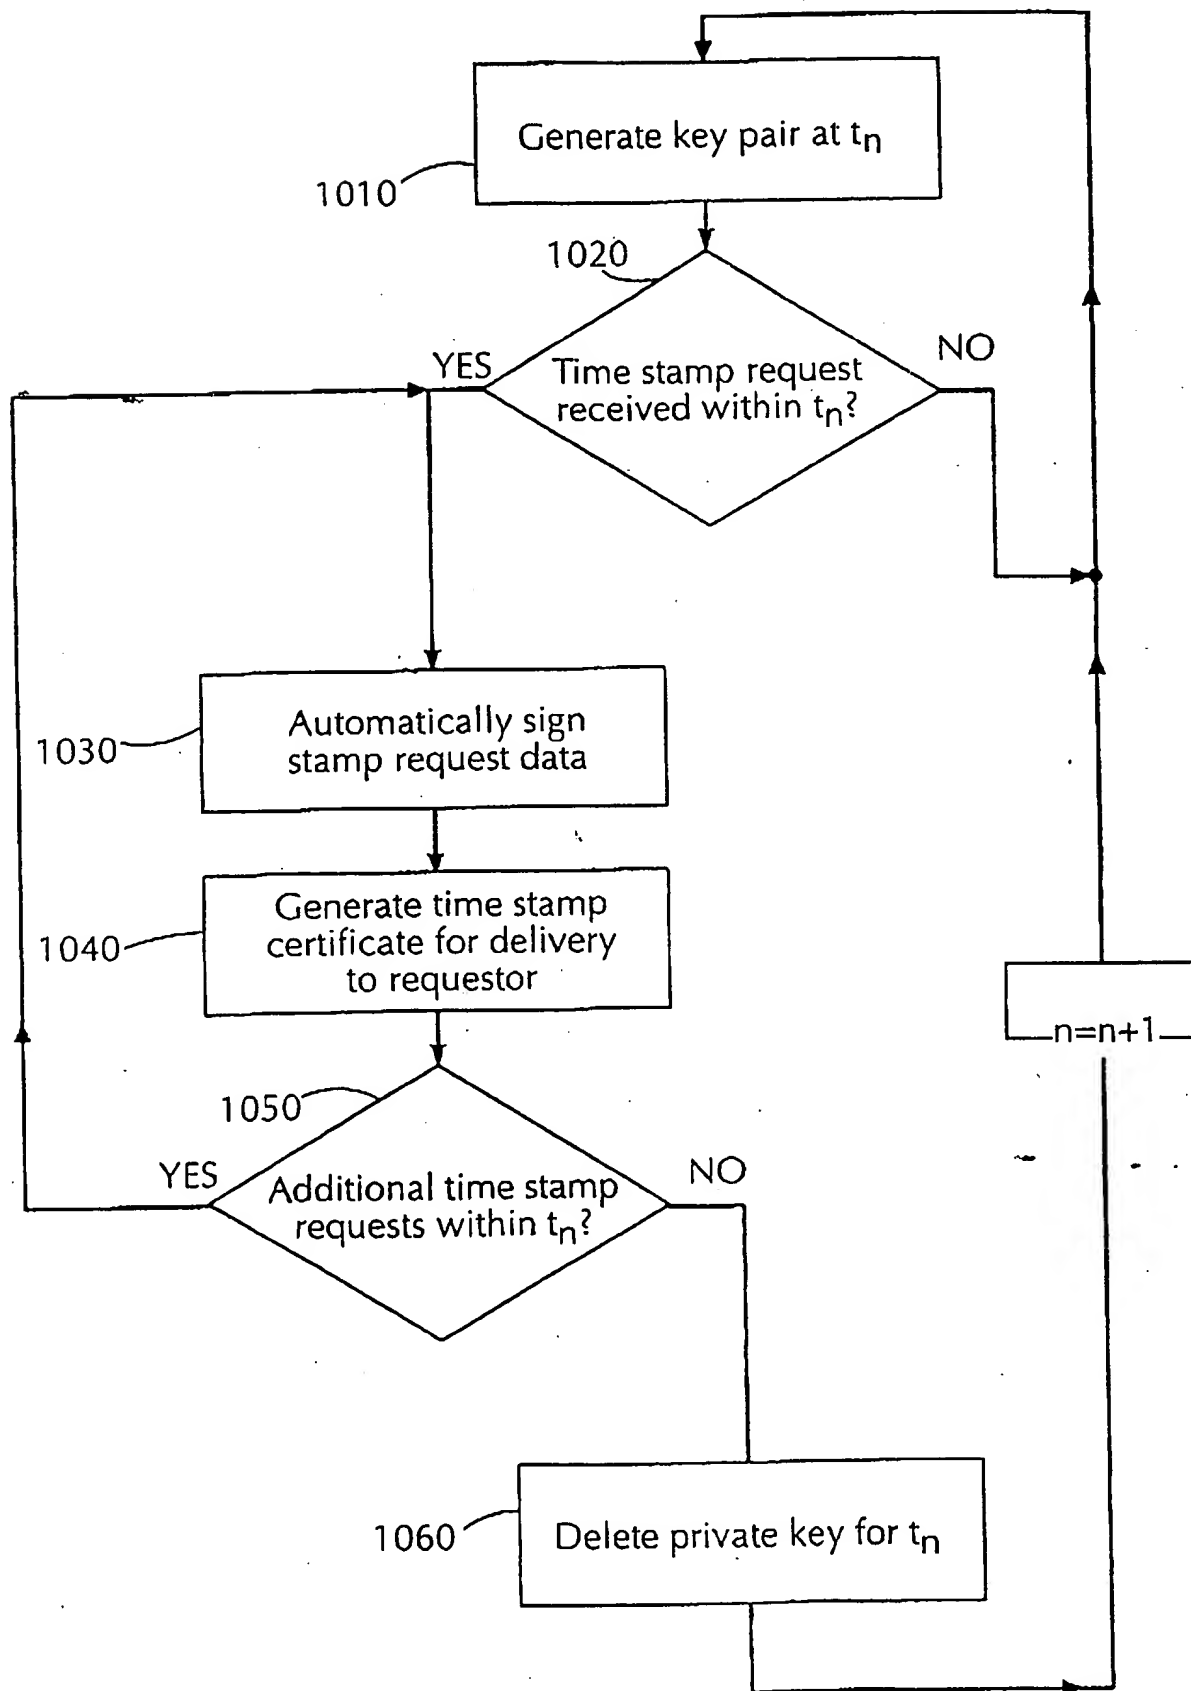 Generate key pair at tn
1010
1020
YES
NO
Time stamp request
received within tn?
Automatically sign
stamp request data
1030
Generate time stamp
certificate for delivery
to requestor
1040
n=n+1
1050
YES
NO
Additional time stamp
requests within tn?
1060
Delete private key for tn